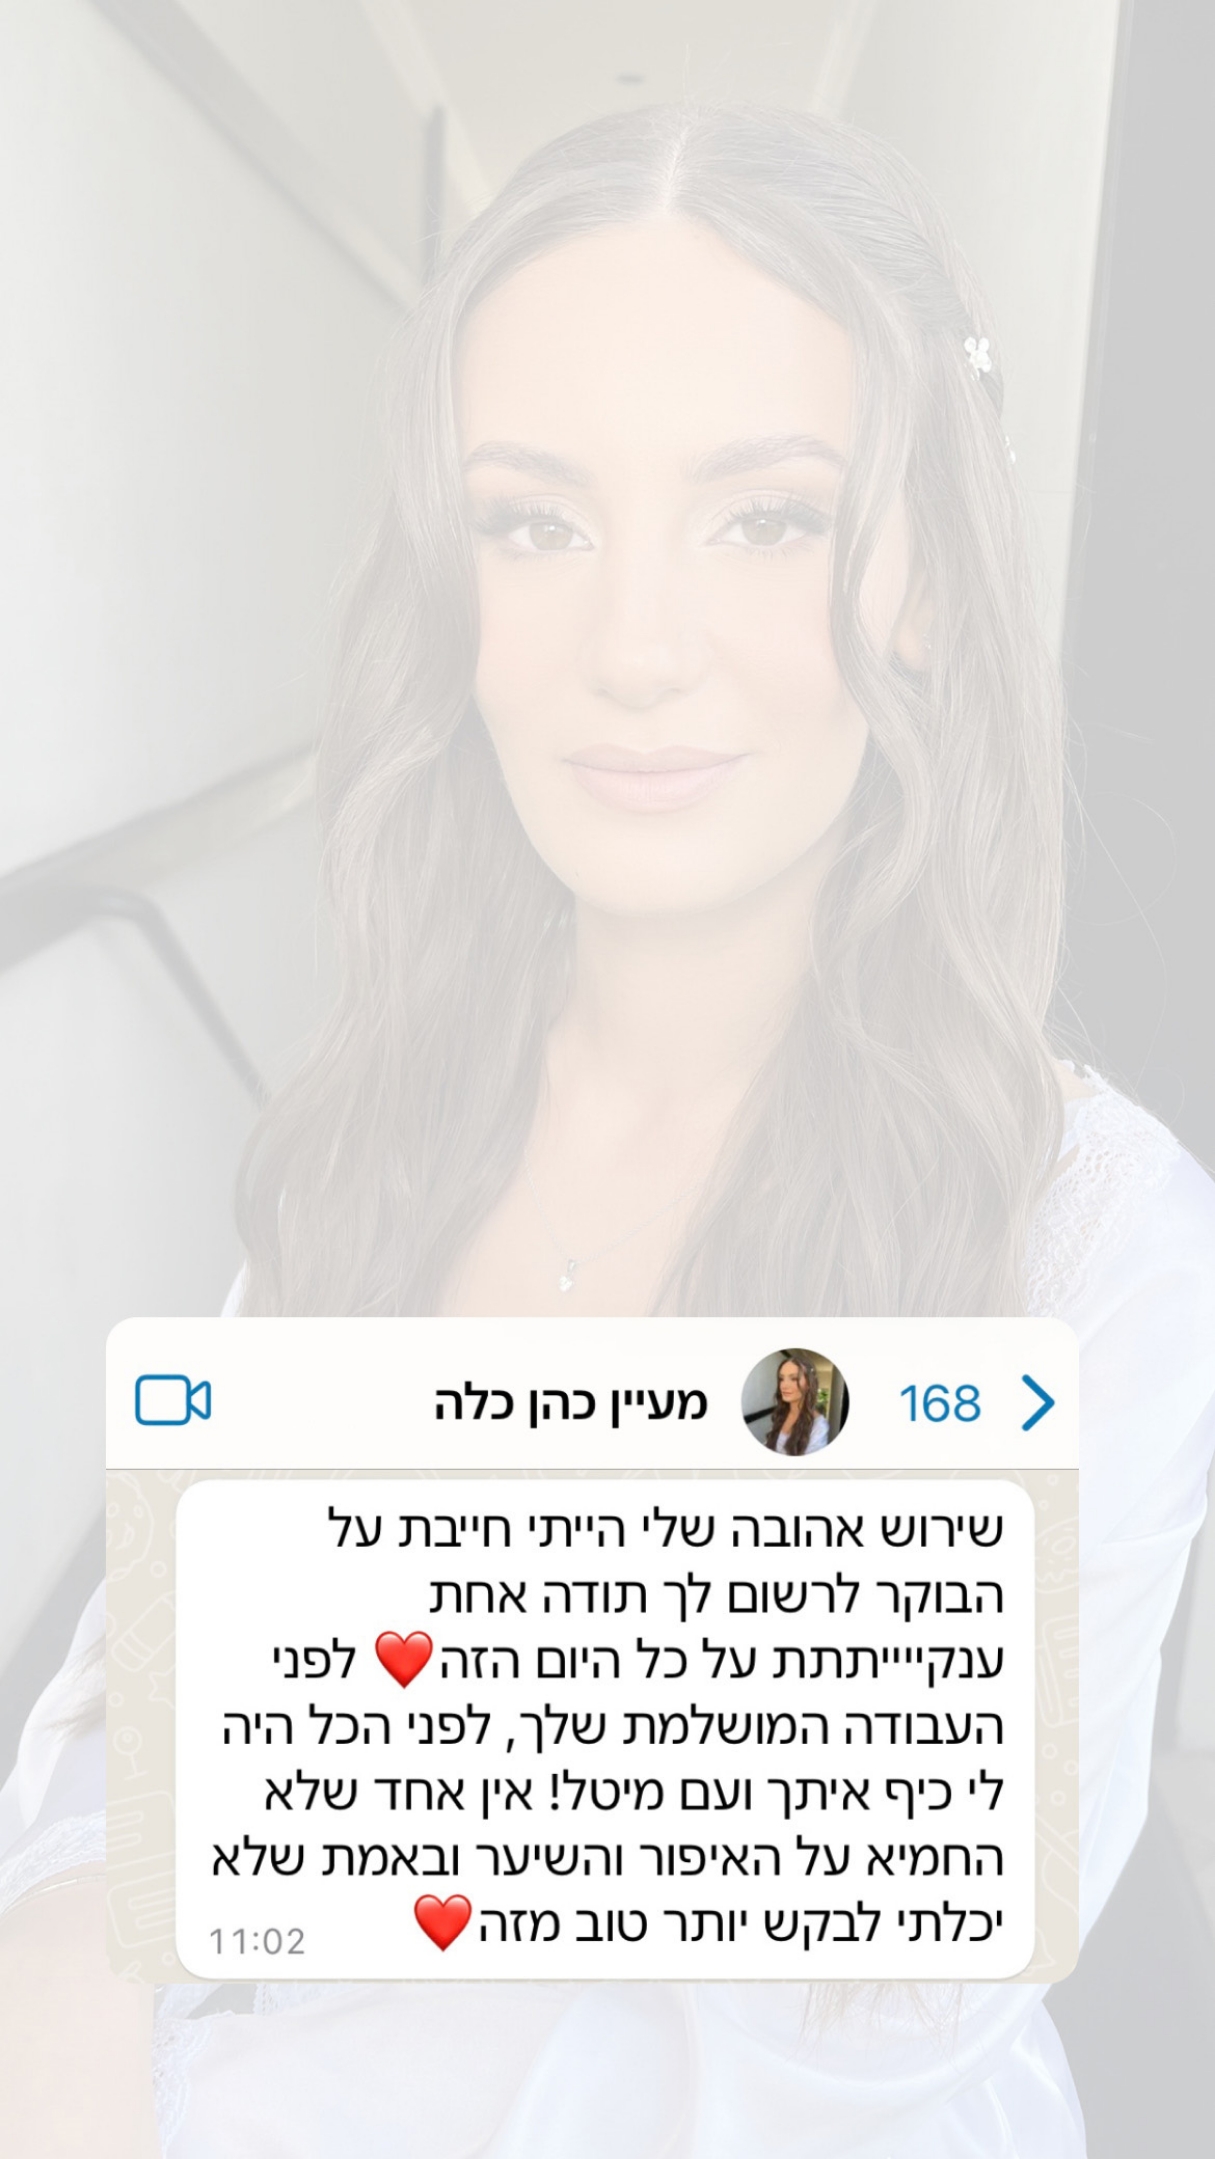 168
מעיין כהן כלה
שירוש אהובה שלי הייתי חייבת על
הבוקר לרשום לך תודה אחת
ענקיייייתתת על כל היום הזה❤️ לפני
העבודה המושלמת שלך, לפני הכל היה
לי כיף איתך ועם מיטל! אין אחד שלא
החמיא על האיפור והשיער ובאמת שלא
יכלתי לבקש יותר טוב מזה❤️
11:02